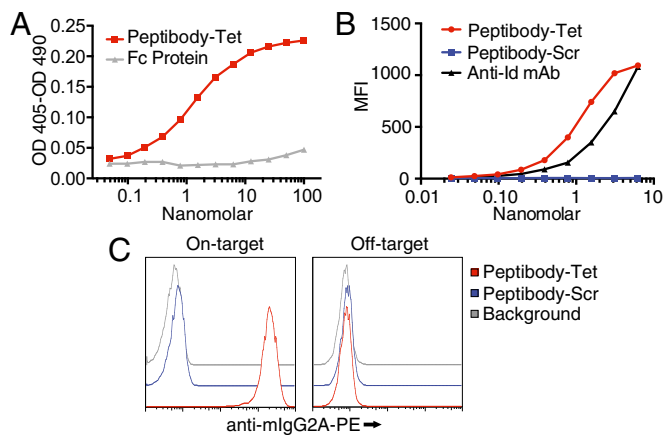 A
OD 405-OD 490
0.25
0.20
0.15
0.10
0.05
0.00
Peptibody-Tet
Fc Protein
0.1
1
10
100
Nanomolar
B
MFI
1500
1000
500
0
Peptibody-Tet
Peptibody-Scr
Anti-Id mAb
0.01
0.10
1
10
Nanomolar
C
On-target
Off-target
Peptibody-Tet
Peptibody-Scr
Background
anti-mIgG2A-PE